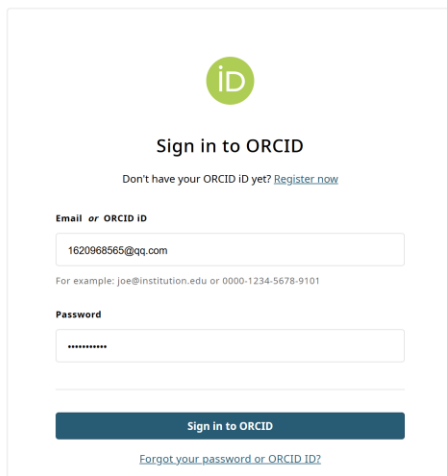 iD
Sign in to ORCID
Don't have your ORCID iD yet? Register now
Email or ORCID iD
1620968565@qq.com
For example: joe@institution.edu or 0000-1234-5678-9101
Password
•••••••••••
Sign in to ORCID
Forgot your password or ORCID ID?